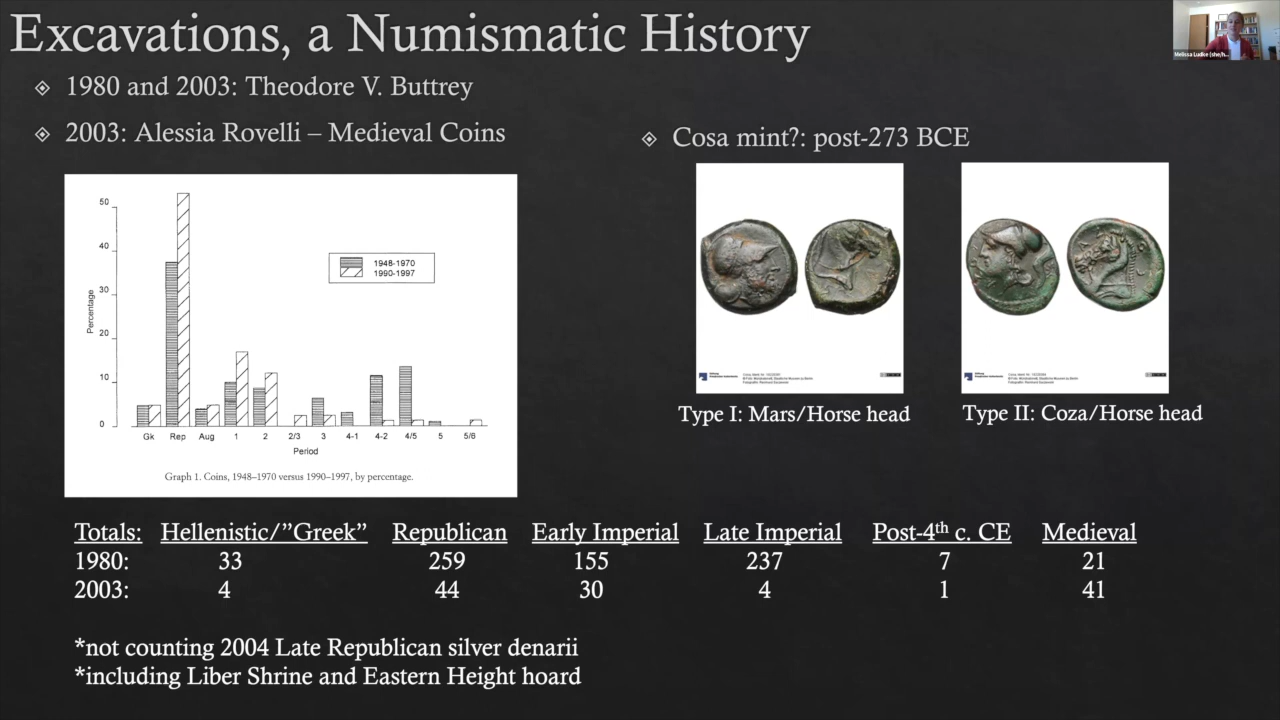 Excavations, a Numismatic History
1980 and 2003: Theodore V. Buttrey
2003: Alessia Rovelli – Medieval Coins
50
40
30
20
10
0
Percentage
1948-1970
1990-1997
Gk Rep Aug 1 2 2/3 3 4-1 4-2 4/5 5 5/6
Period
Graph 1. Coins, 1948–1970 versus 1990–1997, by percentage.
Cosa mint?: post-273 BCE
Type I: Mars/Horse head
Type II: Coza/Horse head
Totals: Hellenistic/”Greek” Republican Early Imperial Late Imperial Post-4th c. CE Medieval
1980: 33 259 155 237 7 21
2003: 4 44 30 4 1 41
*not counting 2004 Late Republican silver denarii
*including Liber Shrine and Eastern Height hoard
Melissa Ludke (she/h...